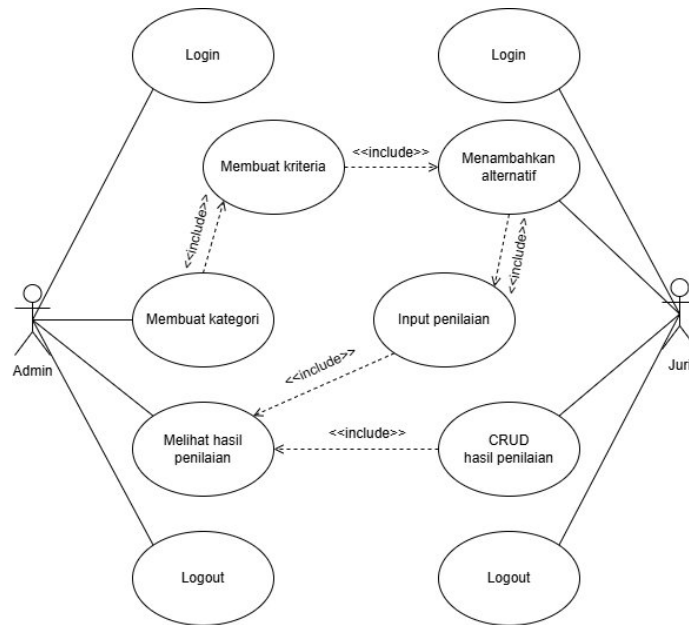 Login
Login
<<include>>
Membuat kriteria
Menambahkan
alternatif
<<include>>
<<include>>
Membuat kategori
Input penilaian
Admin
Juri
<<include>>
<<include>>
Melihat hasil
penilaian
CRUD
hasil penilaian
Logout
Logout